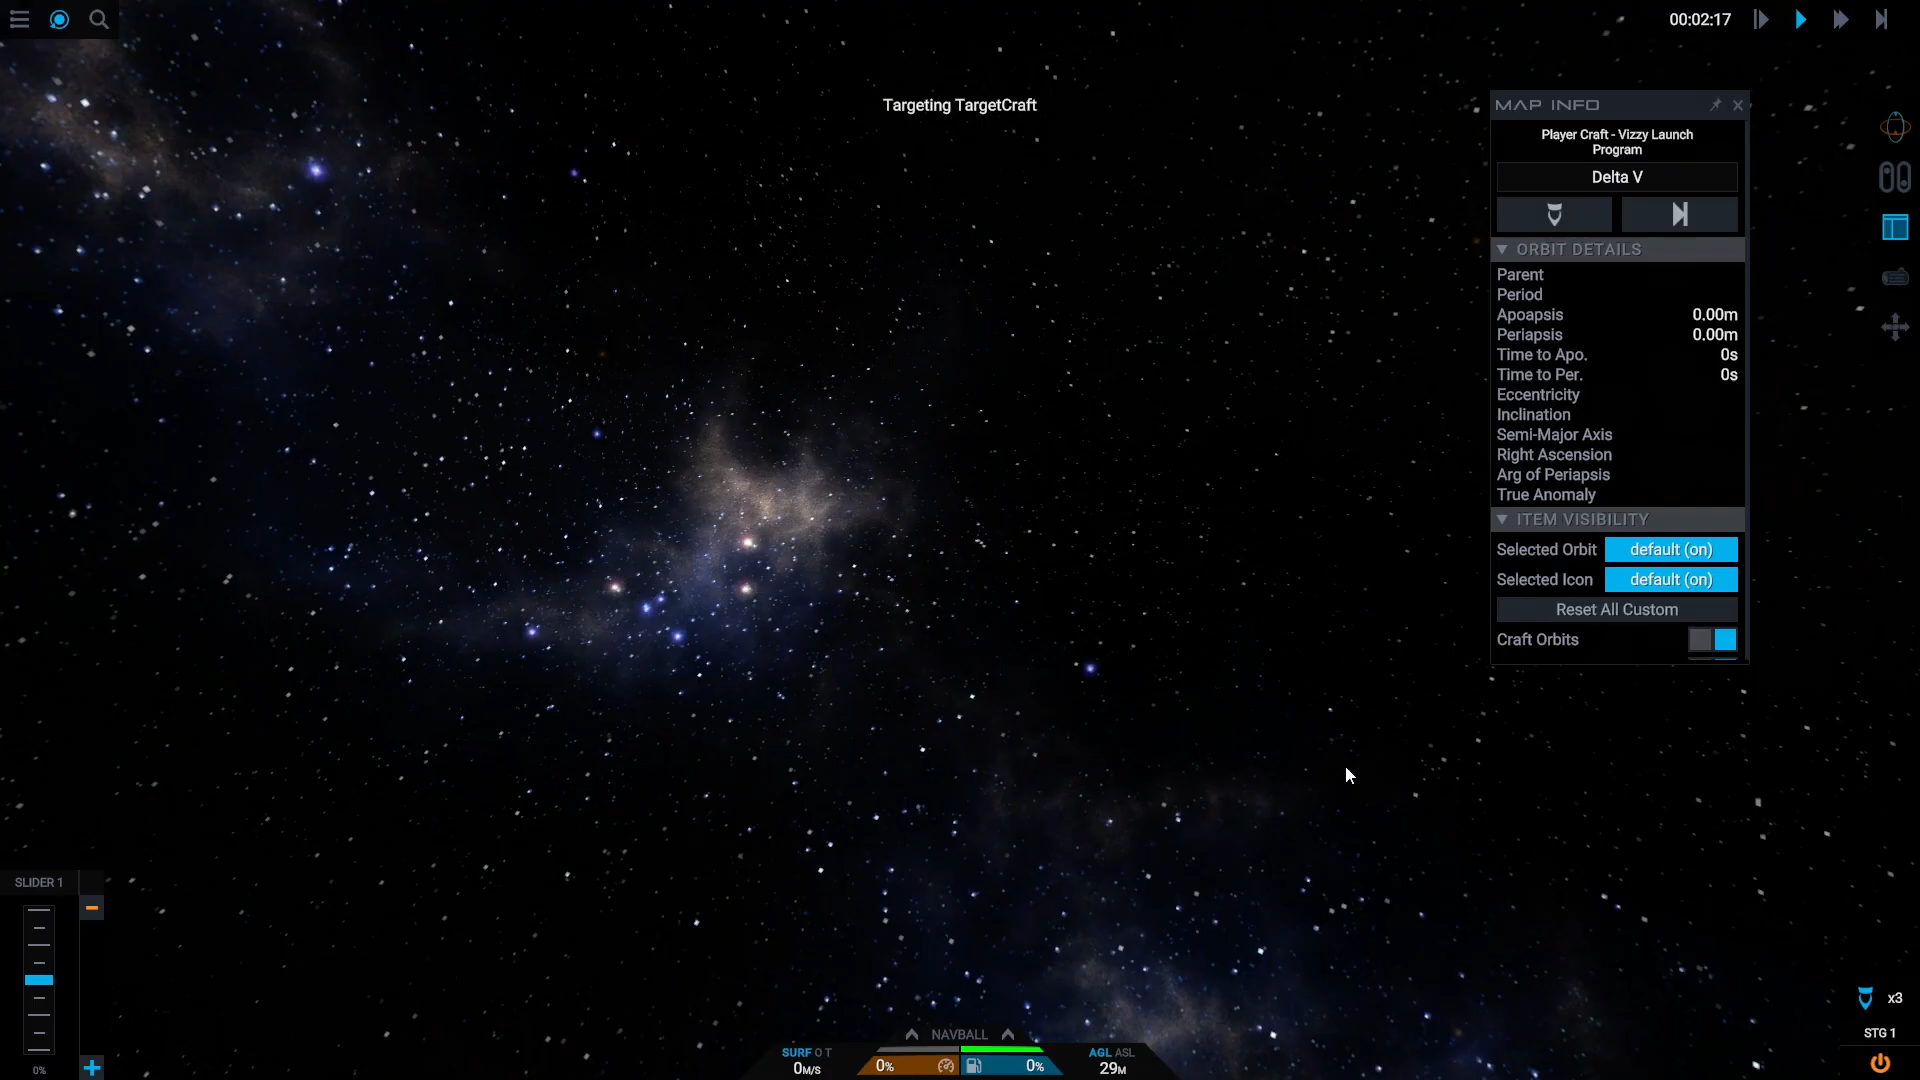 00:02:17
Targeting TargetCraft
MAP INFO
Player Craft - Vizzy Launch
Program
Delta V
ORBIT DETAILS
Parent
Period
Apoapsis 0.00m
Periapsis 0.00m
Time to Apo. 0s
Time to Per. 0s
Eccentricity
Inclination
Semi-Major Axis
Right Ascension
Arg of Periapsis
True Anomaly
ITEM VISIBILITY
Selected Orbit default (on)
Selected Icon default (on)
Reset All Custom
Craft Orbits
SLIDER 1
0%
NAVBALL
SURF O T
0M/S
0%
0%
AGL ASL
29M
x3
STG 1